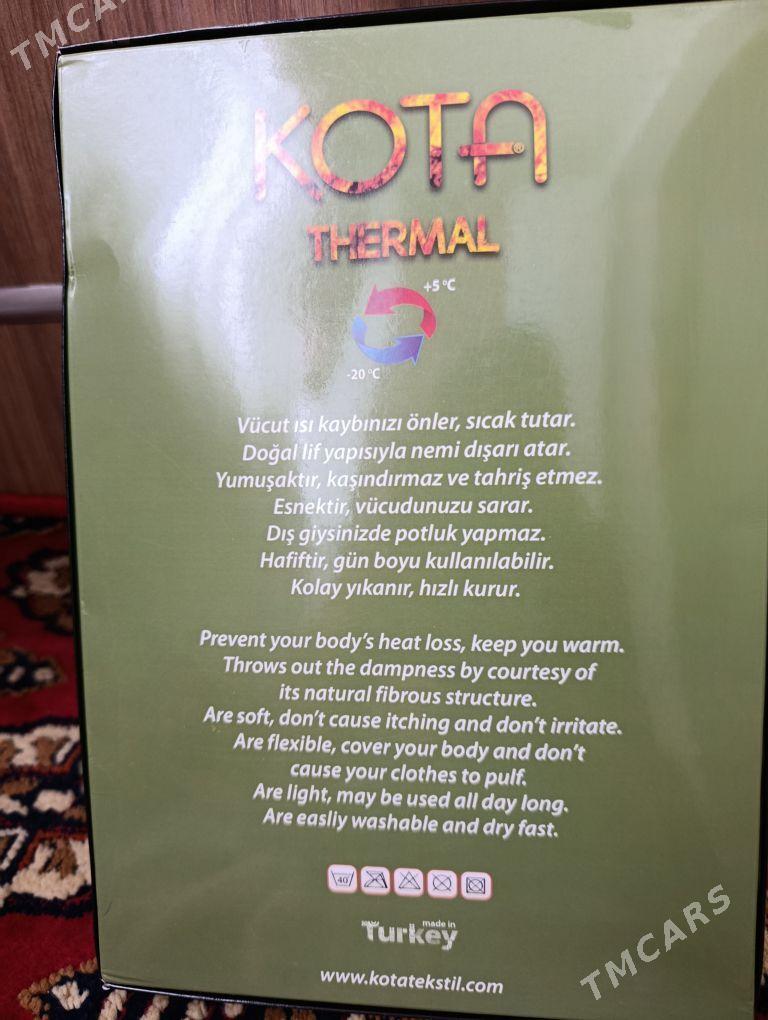 TMCARS
KOTA®
THERMAL
+5 °C
-20 °C
Vücut ısı kaybınızı önler, sıcak tutar.
Doğal lif yapısıyla nemi dışarı atar.
Yumuşaktır, kaşındırmaz ve tahriş etmez.
Esnektir, vücudunuzu sarar.
Dış giysinizde potluk yapmaz.
Hafiftir, gün boyu kullanılabilir.
Kolay yıkanır, hızlı kurur.
Prevent your body's heat loss, keep you warm.
Throws out the dampness by courtesy of
its natural fibrous structure.
Are soft, don't cause itching and don't irritate.
Are flexible, cover your body and don't
cause your clothes to pulf.
Are light, may be used all day long.
Are easliy washable and dry fast.
40
made in
Turkey
www.kotatekstil.com
TMCARS